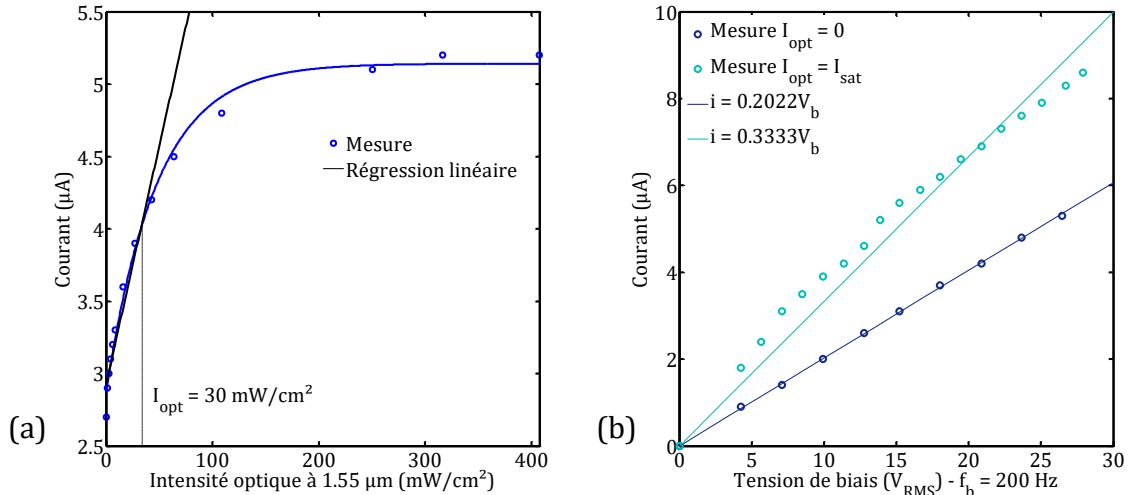 5.5
5
4.5
4
3.5
3
2.5
Courant (µA)
Mesure
Régression linéaire
I_opt = 30 mW/cm²
(a)
0 100 200 300 400
Intensité optique à 1.55 µm (mW/cm²)
10
8
6
4
2
0
Courant (µA)
Mesure I_opt = 0
Mesure I_opt = I_sat
i = 0.2022V_b
i = 0.3333V_b
(b)
0 5 10 15 20 25 30
Tension de biais (V_RMS) - f_b = 200 Hz